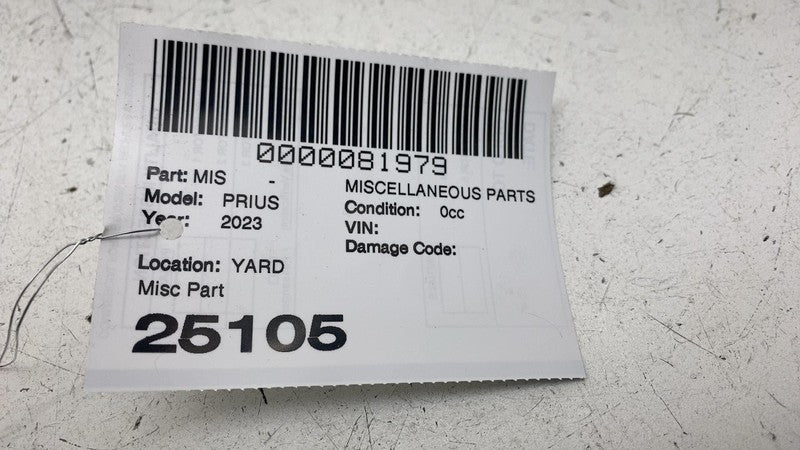 0000081979
Part: MIS -
MISCELLANEOUS PARTS
Model: PRIUS
Condition: 0cc
Year: 2023
VIN:
Damage Code:
Location: YARD
Misc Part
25105